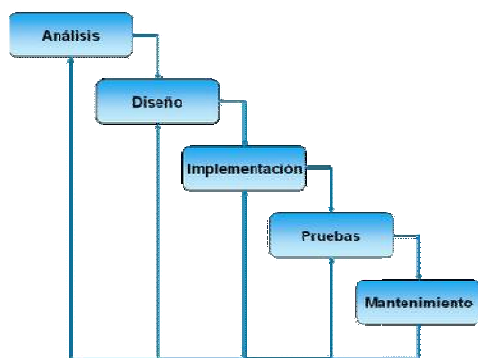 Análisis
Diseño
Implementación
Pruebas
Mantenimiento